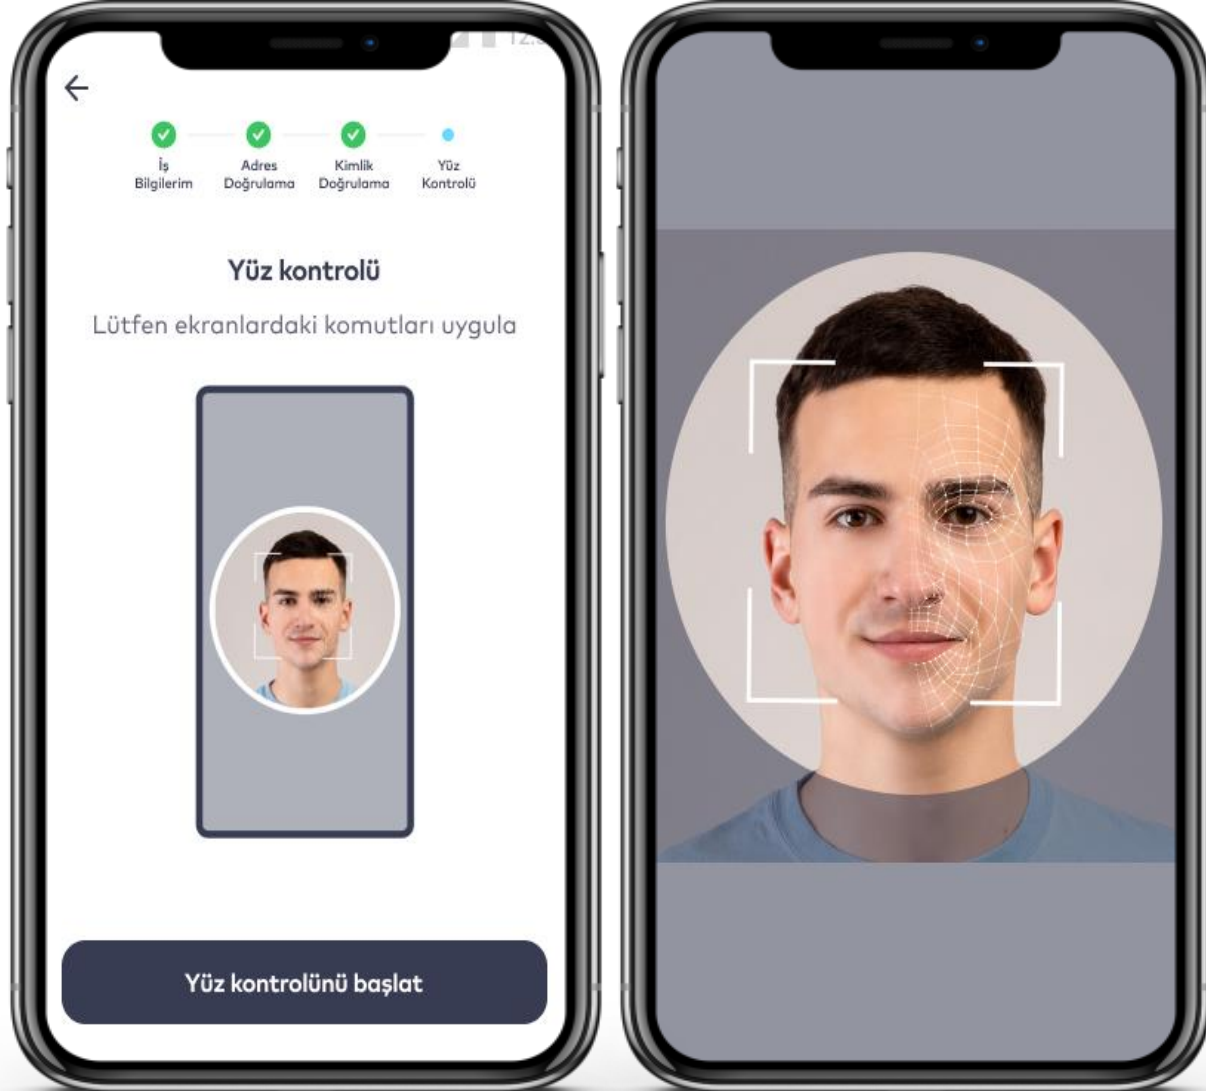 İş
Bilgilerim
Adres
Doğrulama
Kimlik
Doğrulama
Yüz
Kontrolü
Yüz kontrolü
Lütfen ekranlardaki komutları uygula
Yüz kontrolünü başlat